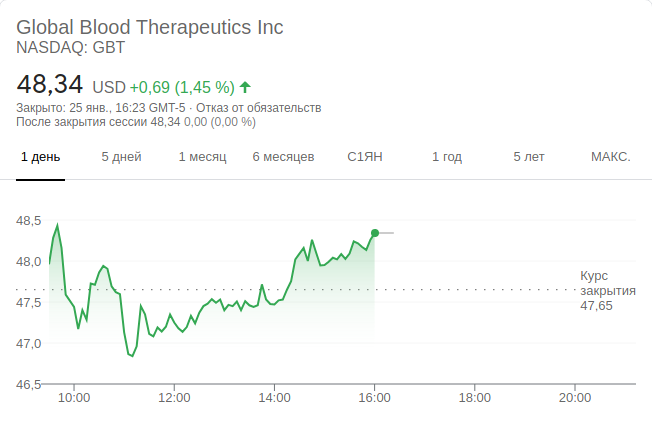 Global Blood Therapeutics Inc
NASDAQ: GBT
48,34 USD +0,69 (1,45 %)
Закрыто: 25 янв., 16:23 GMT-5 · Отказ от обязательств
После закрытия сессии 48,34 0,00 (0,00 %)
1 день 5 дней 1 месяц 6 месяцев С1ЯН 1 год 5 лет МАКС.
48,5
48,0
47,5
47,0
46,5
Курс
закрытия
47,65
10:00 12:00 14:00 16:00 18:00 20:00